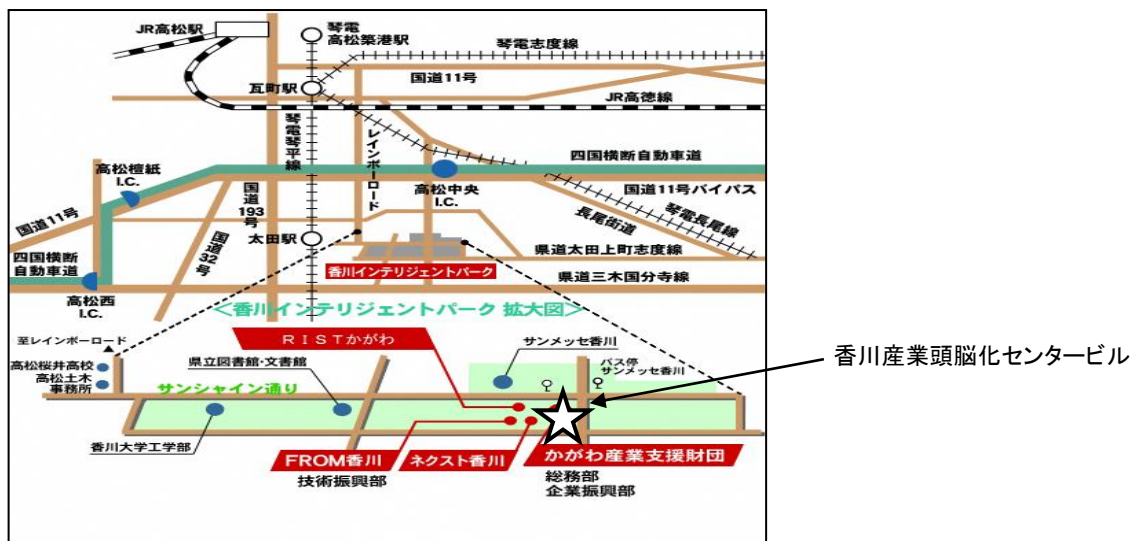 JR高松駅
琴電
高松築港駅
琴電志度線
国道11号
瓦町駅
JR高徳線
琴電琴平線
レインボーロード
四国横断自動車道
高松檀紙
I.C.
高松中央
I.C.
国道11号バイパス
国道
193
号
長尾街道
琴電長尾線
国道11号
国道32号
太田駅
県道太田上町志度線
四国横断
自動車道
香川インテリジェントパーク
県道三木国分寺線
高松西
I.C.
<香川インテリジェントパーク 拡大図>
至レインボーロード
RISTかがわ
サンメッセ香川
高松桜井高校
高松土木
事務所
県立図書館・文書館
バス停
サンメッセ香川
香川産業頭脳化センタービル
サンシャイン通り
香川大学工学部
FROM香川
技術振興部
ネクスト香川
かがわ産業支援財団
総務部
企業振興部